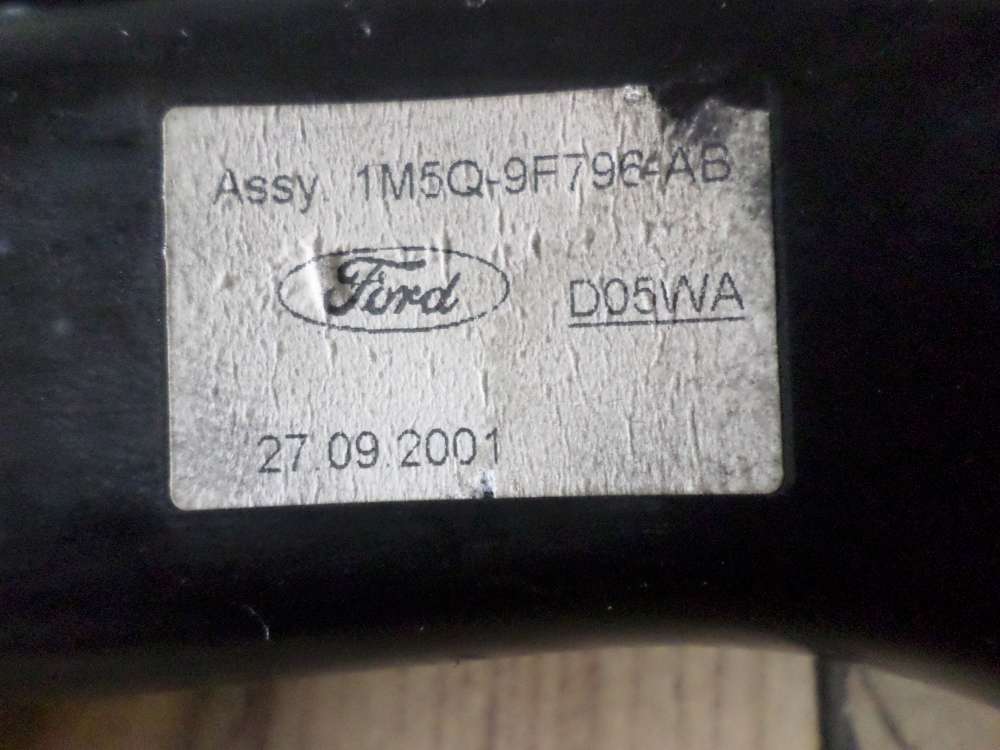 Assy. 1M5Q-9F796-AB
Ford D05WA
27.09.2001